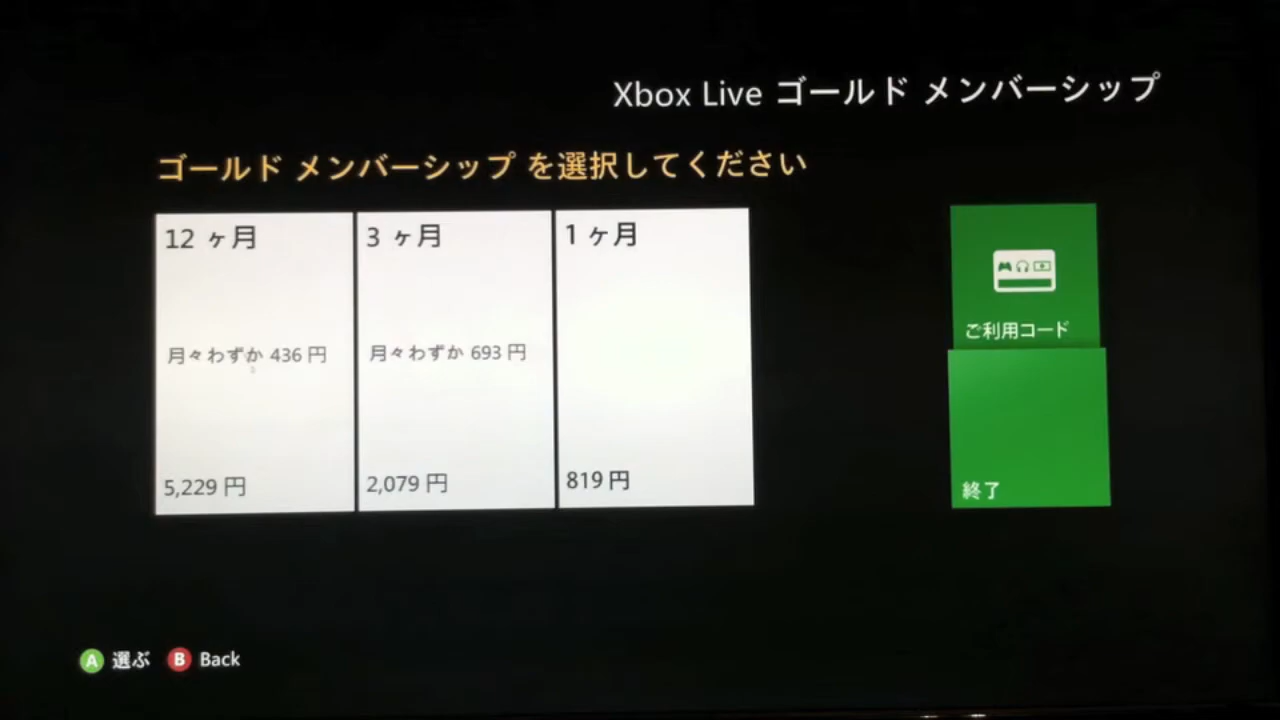 Xbox Live ゴールド メンバーシップ
ゴールド メンバーシップ を選択してください
12 ヶ月
月々わずか 436 円
5,229 円
3 ヶ月
月々わずか 693 円
2,079 円
1 ヶ月
819 円
ご利用コード
終了
A 選ぶ B Back